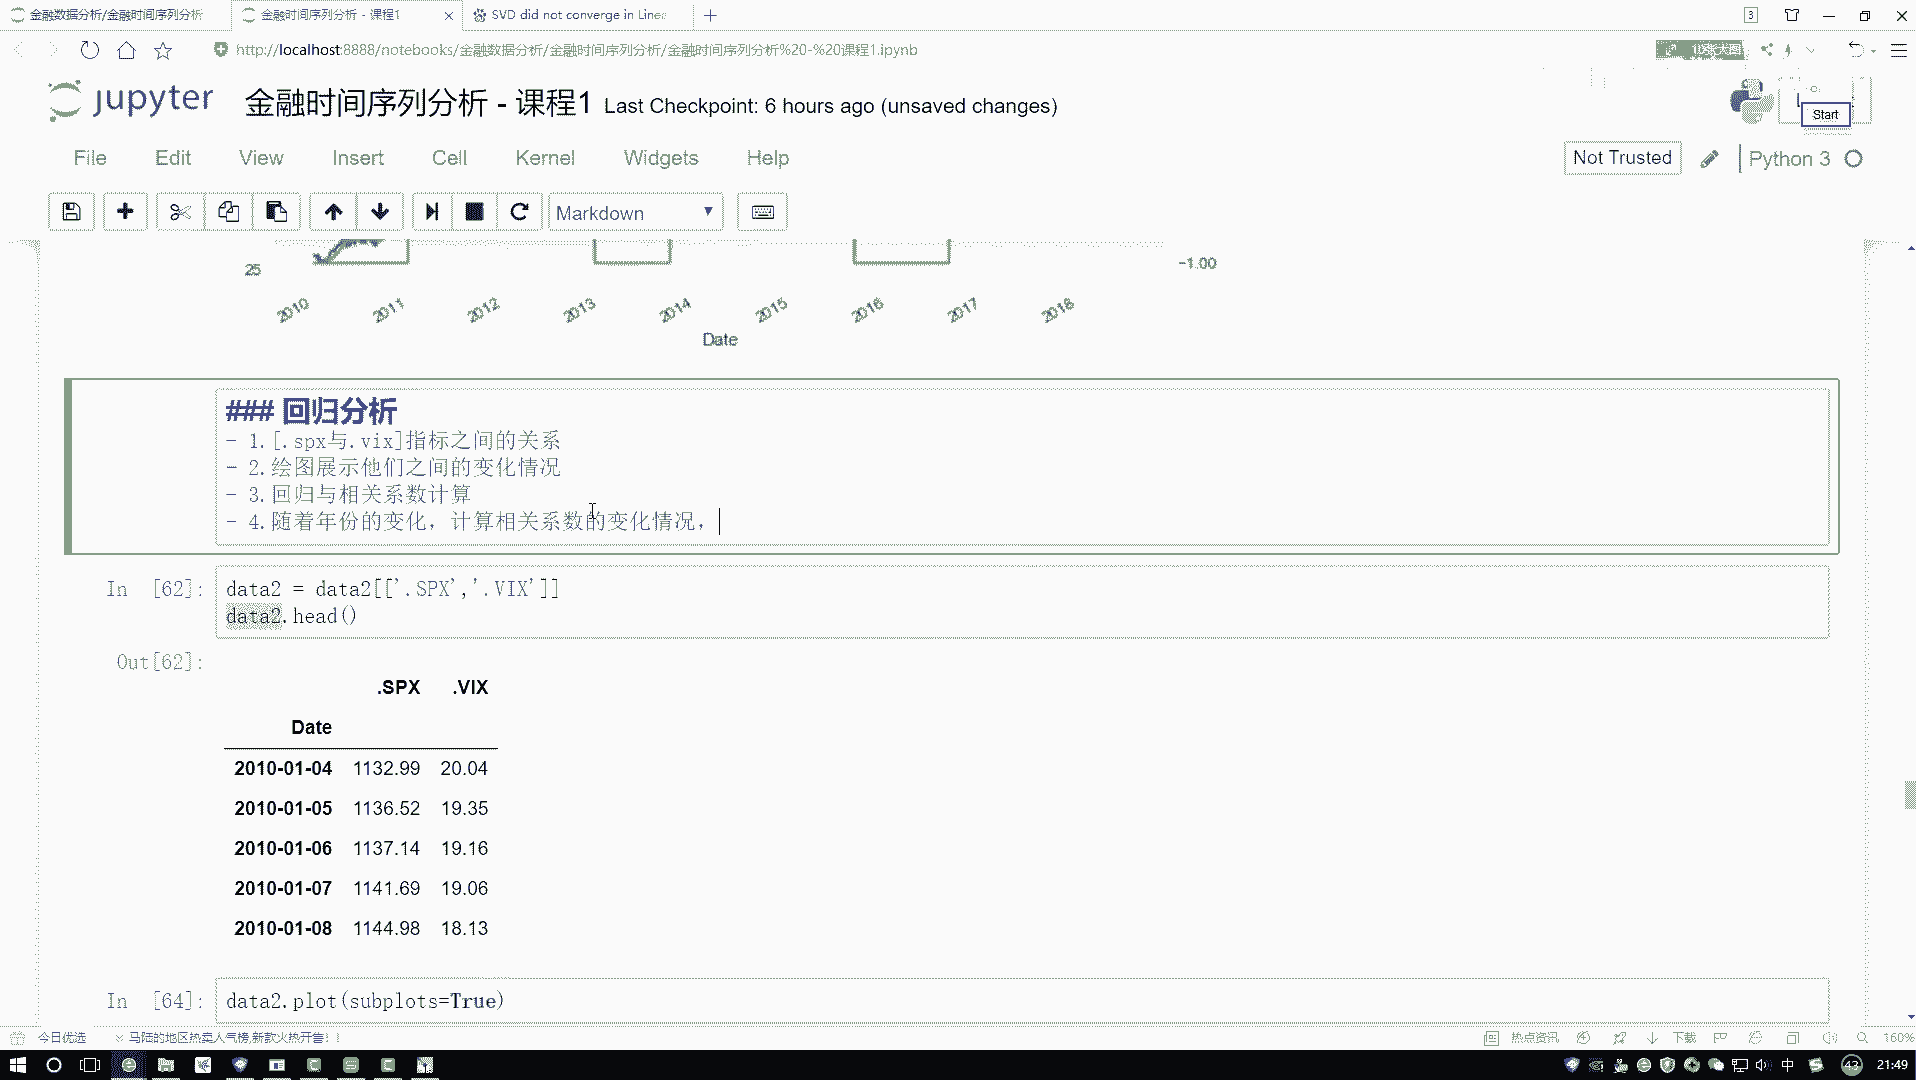 金融数据分析/金融时间序列分析
金融时间序列分析 - 课程1
SVD did not converge in Linea
3
http://localhost:8888/notebooks/金融数据分析/金融时间序列分析/金融时间序列分析%20-%20课程1.ipynb
jupyter
金融时间序列分析 - 课程1 Last Checkpoint: 6 hours ago (unsaved changes)
Start
File Edit View Insert Cell Kernel Widgets Help
Not Trusted
Python 3
Markdown
25
-1.00
2010 2011 2012 2013 2014 2015 2016 2017 2018
Date
### 回归分析
- 1.[.spx与.vix]指标之间的关系
- 2.绘图展示他们之间的变化情况
- 3.回归与相关系数计算
- 4.随着年份的变化，计算相关系数的变化情况，
In [62]: data2 = data2[['.SPX','.VIX']]
data2.head()
Out[62]:
.SPX .VIX
Date
2010-01-04 1132.99 20.04
2010-01-05 1136.52 19.35
2010-01-06 1137.14 19.16
2010-01-07 1141.69 19.06
2010-01-08 1144.98 18.13
In [64]: data2.plot(subplots=True)
今日优选
马陆的地区热卖人气榜,新款火热开售!
热点资讯
下载
160%
中
43
21:49